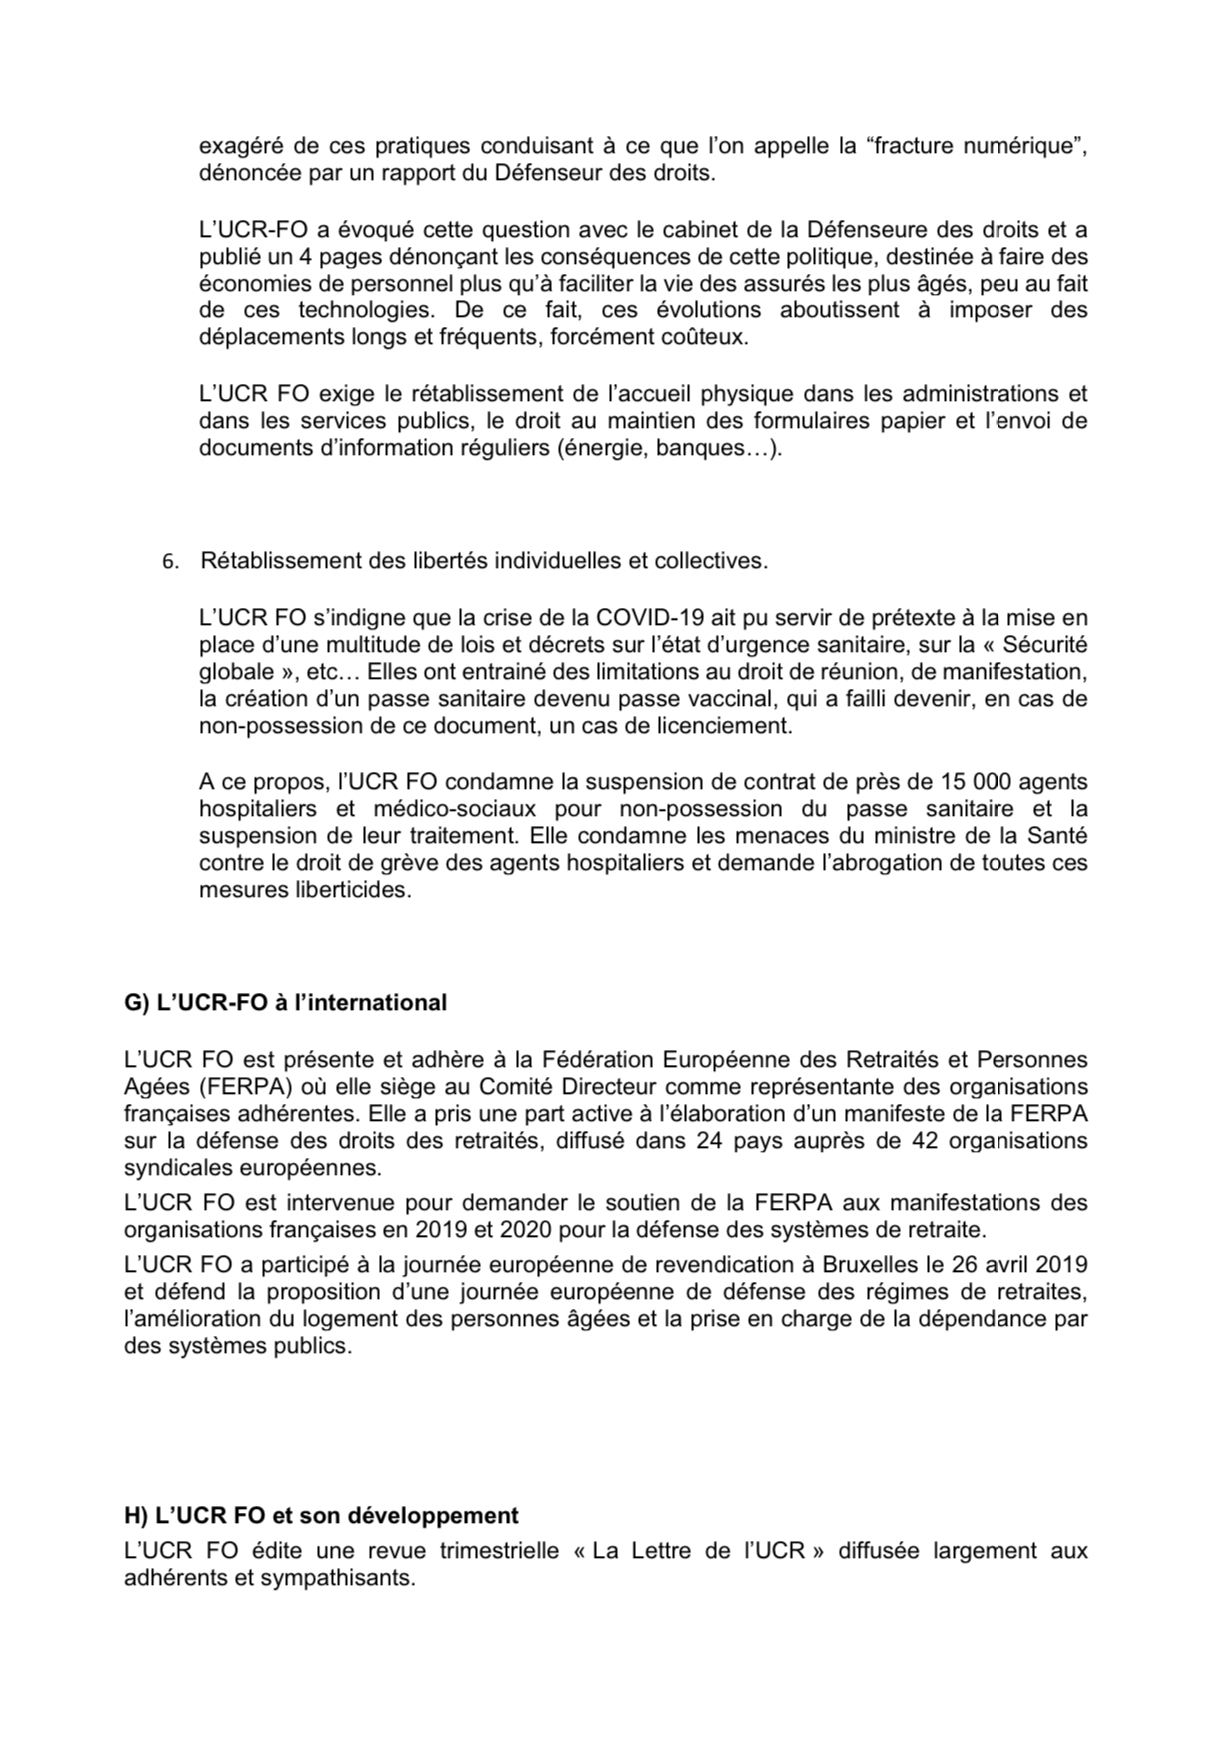 exagéré de ces pratiques conduisant à ce que l’on appelle la “fracture numérique”,
dénoncée par un rapport du Défenseur des droits.
L’UCR-FO a évoqué cette question avec le cabinet de la Défenseure des droits et a
publié un 4 pages dénonçant les conséquences de cette politique, destinée à faire des
économies de personnel plus qu’à faciliter la vie des assurés les plus âgés, peu au fait
de ces technologies. De ce fait, ces évolutions aboutissent à imposer des
déplacements longs et fréquents, forcément coûteux.
L’UCR FO exige le rétablissement de l’accueil physique dans les administrations et
dans les services publics, le droit au maintien des formulaires papier et l’envoi de
documents d’information réguliers (énergie, banques…).
6. Rétablissement des libertés individuelles et collectives.
L’UCR FO s’indigne que la crise de la COVID-19 ait pu servir de prétexte à la mise en
place d’une multitude de lois et décrets sur l’état d’urgence sanitaire, sur la « Sécurité
globale », etc… Elles ont entrainé des limitations au droit de réunion, de manifestation,
la création d’un passe sanitaire devenu passe vaccinal, qui a failli devenir, en cas de
non-possession de ce document, un cas de licenciement.
A ce propos, l’UCR FO condamne la suspension de contrat de près de 15 000 agents
hospitaliers et médico-sociaux pour non-possession du passe sanitaire et la
suspension de leur traitement. Elle condamne les menaces du ministre de la Santé
contre le droit de grève des agents hospitaliers et demande l’abrogation de toutes ces
mesures liberticides.
G) L’UCR-FO à l’international
L’UCR FO est présente et adhère à la Fédération Européenne des Retraités et Personnes
Agées (FERPA) où elle siège au Comité Directeur comme représentante des organisations
françaises adhérentes. Elle a pris une part active à l’élaboration d’un manifeste de la FERPA
sur la défense des droits des retraités, diffusé dans 24 pays auprès de 42 organisations
syndicales européennes.
L’UCR FO est intervenue pour demander le soutien de la FERPA aux manifestations des
organisations françaises en 2019 et 2020 pour la défense des systèmes de retraite.
L’UCR FO a participé à la journée européenne de revendication à Bruxelles le 26 avril 2019
et défend la proposition d’une journée européenne de défense des régimes de retraites,
l’amélioration du logement des personnes âgées et la prise en charge de la dépendance par
des systèmes publics.
H) L’UCR FO et son développement
L’UCR FO édite une revue trimestrielle « La Lettre de l’UCR » diffusée largement aux
adhérents et sympathisants.